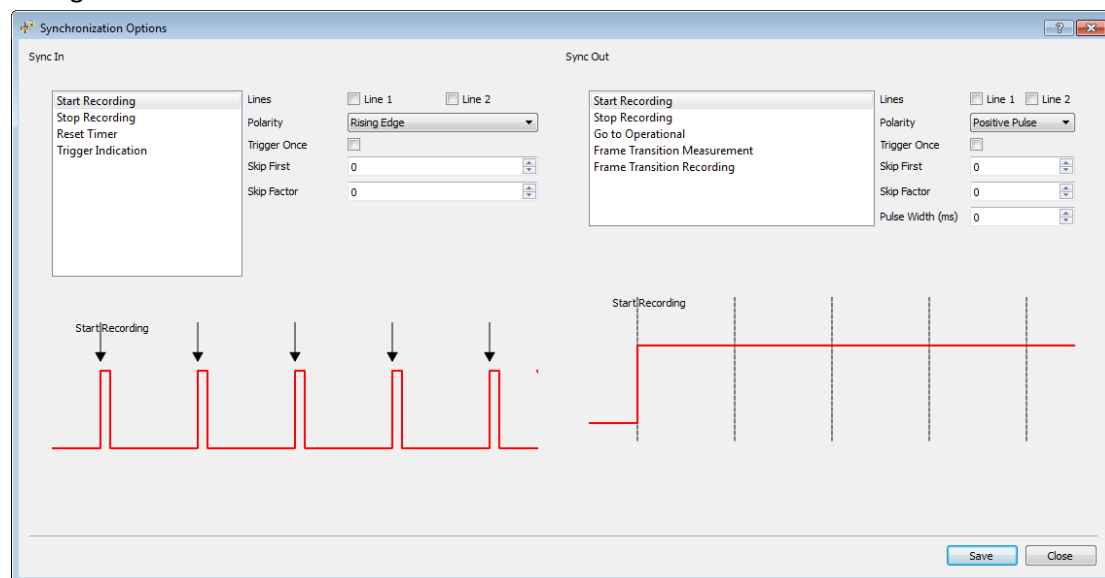 Synchronization Options
Sync In
Start Recording
Stop Recording
Reset Timer
Trigger Indication
Lines
Line 1
Line 2
Polarity
Rising Edge
Trigger Once
Skip First
0
Skip Factor
0
Start Recording
Sync Out
Start Recording
Stop Recording
Go to Operational
Frame Transition Measurement
Frame Transition Recording
Lines
Line 1
Line 2
Polarity
Positive Pulse
Trigger Once
Skip First
0
Skip Factor
0
Pulse Width (ms)
0
Start Recording
Save
Close